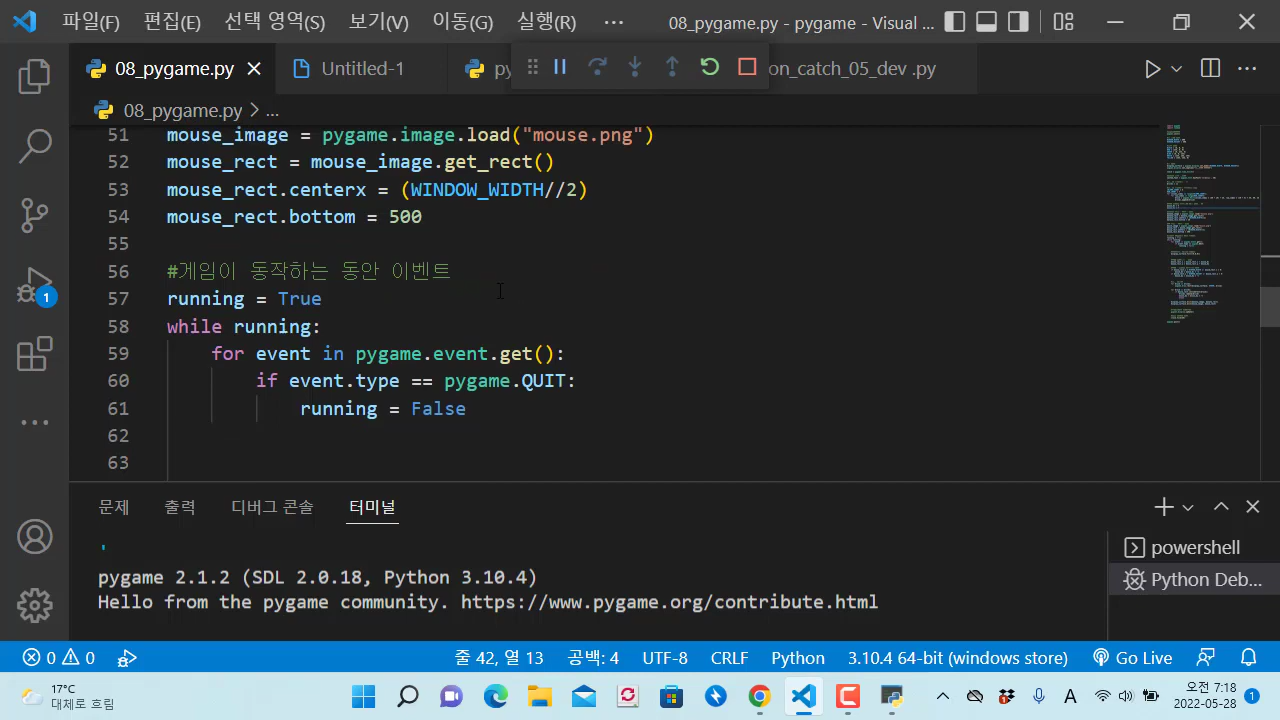 파일(F) 편집(E) 선택 영역(S) 보기(V) 이동(G) 실행(R) ··· 08_pygame.py - pygame - Visual ...
08_pygame.py Untitled-1 py on_catch_05_dev .py
08_pygame.py > ...
51 mouse_image = pygame.image.load("mouse.png")
52 mouse_rect = mouse_image.get_rect()
53 mouse_rect.centerx = (WINDOW_WIDTH//2)
54 mouse_rect.bottom = 500
55
56 #게임이 동작하는 동안 이벤트
57 running = True
58 while running:
59 for event in pygame.event.get():
60 if event.type == pygame.QUIT:
61 running = False
62
63
1
문제 출력 디버그 콘솔 터미널
'
pygame 2.1.2 (SDL 2.0.18, Python 3.10.4)
Hello from the pygame community. https://www.pygame.org/contribute.html
powershell
Python Deb...
0 0 줄 42, 열 13 공백: 4 UTF-8 CRLF Python 3.10.4 64-bit (windows store) Go Live
17°C
대체로 흐림
A
오전 7:18
2022-05-28
1